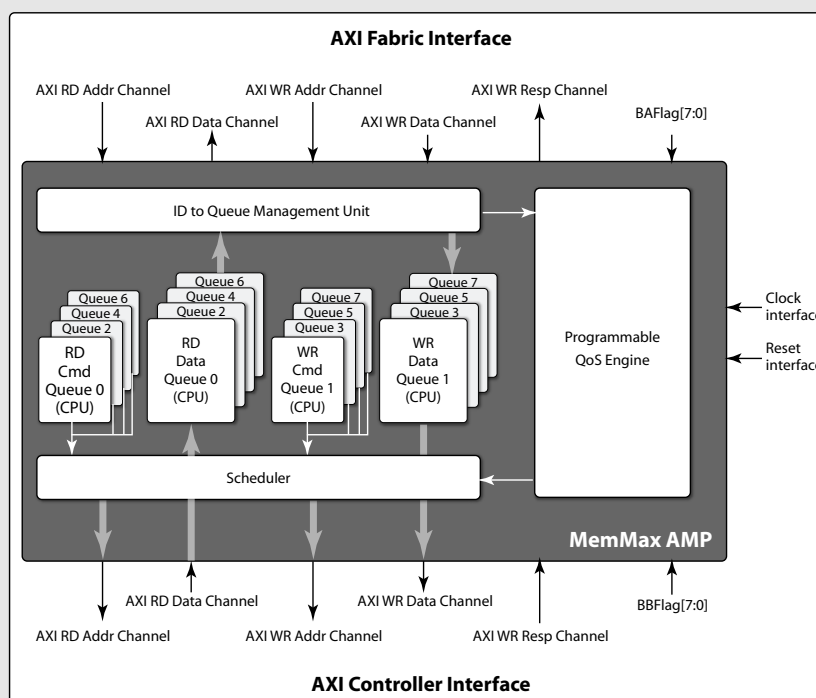 AXI Fabric Interface
AXI RD Addr Channel
AXI WR Addr Channel
AXI WR Resp Channel
AXI RD Data Channel
AXI WR Data Channel
BAFlag[7:0]
ID to Queue Management Unit
Queue 6
Queue 4
Queue 2
RD
Cmd
Queue 0
(CPU)
Queue 6
Queue 4
Queue 2
RD
Data
Queue 0
(CPU)
Queue 7
Queue 5
Queue 3
WR
Cmd
Queue 1
(CPU)
Queue 7
Queue 5
Queue 3
WR
Data
Queue 1
(CPU)
Programmable
QoS Engine
Clock
interface
Reset
interface
Scheduler
MemMax AMP
AXI RD Data Channel
AXI WR Data Channel
BBFlag[7:0]
AXI RD Addr Channel
AXI WR Addr Channel
AXI WR Resp Channel
AXI Controller Interface